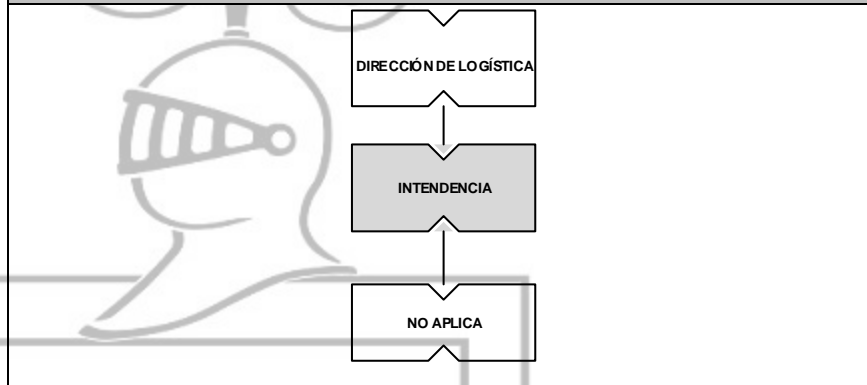 DIRECCIÓN DE LOGÍSTICA
INTENDENCIA
NO APLICA